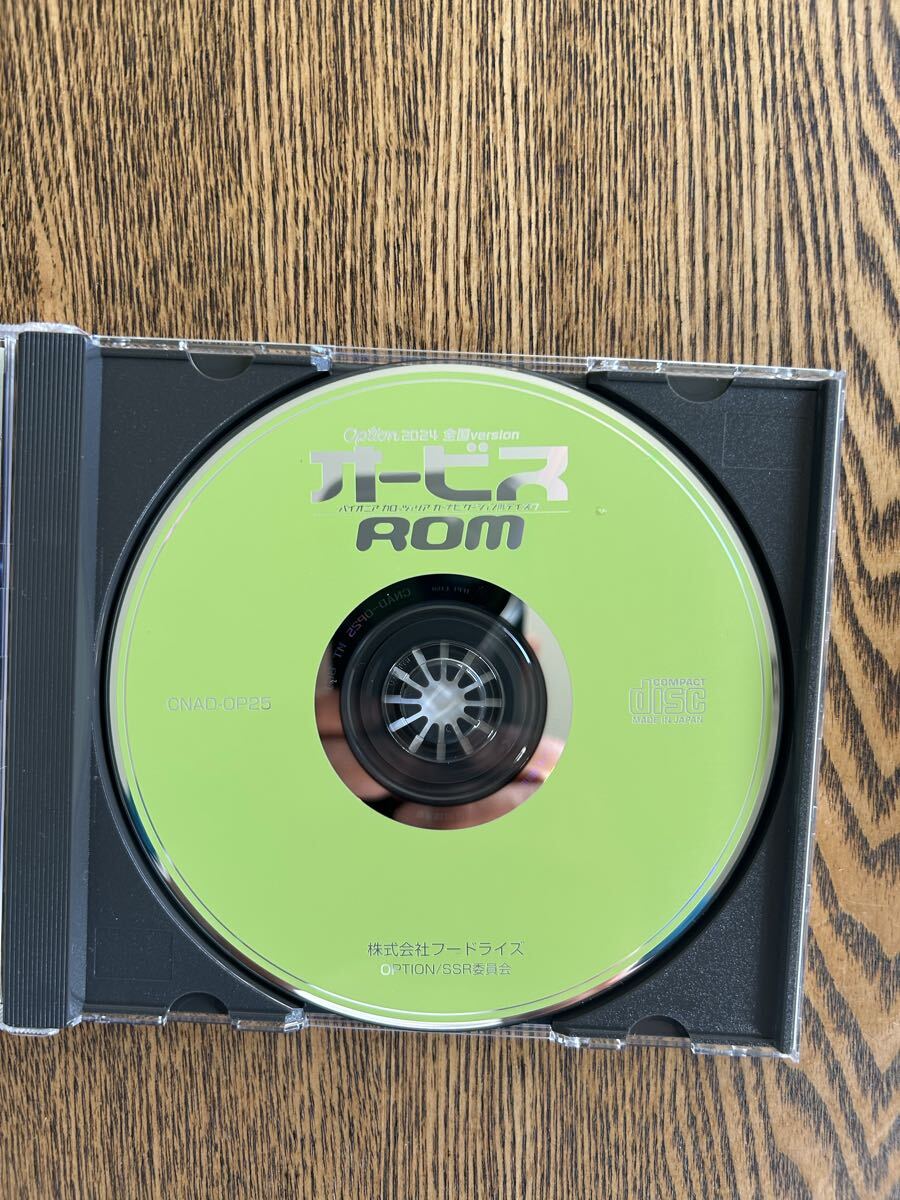 Option 2024 全国version
オービス
パイオニア カロッツェリア カーナビゲーション用ディスク
ROM
CNAD-OP25
CNAD-OP25
COMPACT
disc
MADE IN JAPAN
株式会社フードライズ
OPTION/SSR委員会